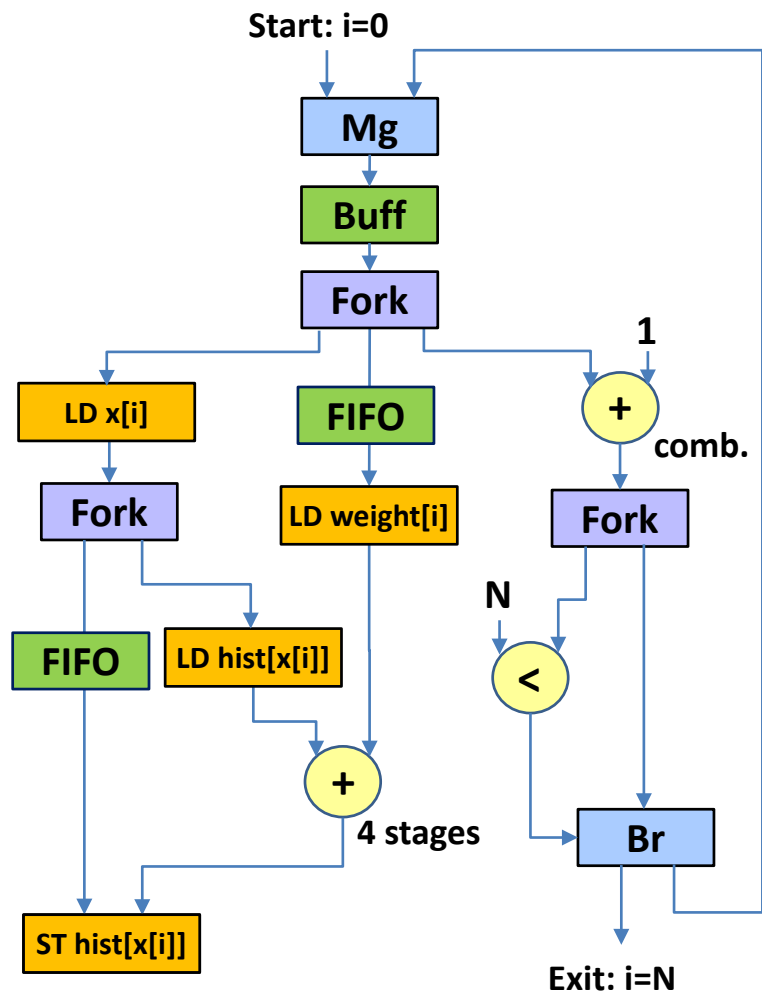 Start: i=0
Mg
Buff
Fork
1
LD x[i]
FIFO
+
comb.
Fork
LD weight[i]
Fork
N
FIFO
LD hist[x[i]]
<
+
4 stages
Br
ST hist[x[i]]
Exit: i=N